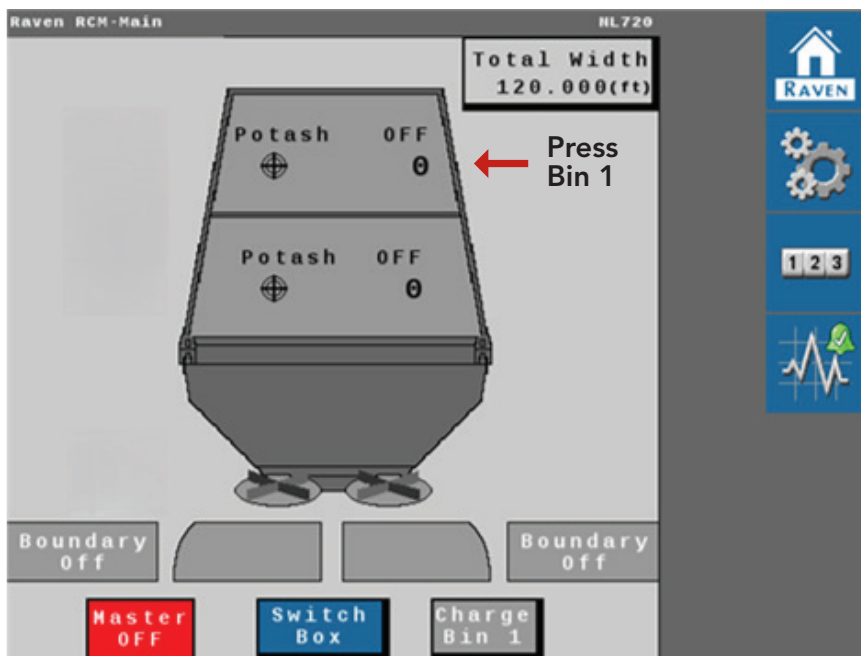 Raven RCM-Main NL720
Total Width
120.000(ft)
Potash OFF
0
Press
Bin 1
Potash OFF
0
Boundary
Off
Boundary
Off
Master
OFF
Switch
Box
Charge
Bin 1
RAVEN
1 2 3